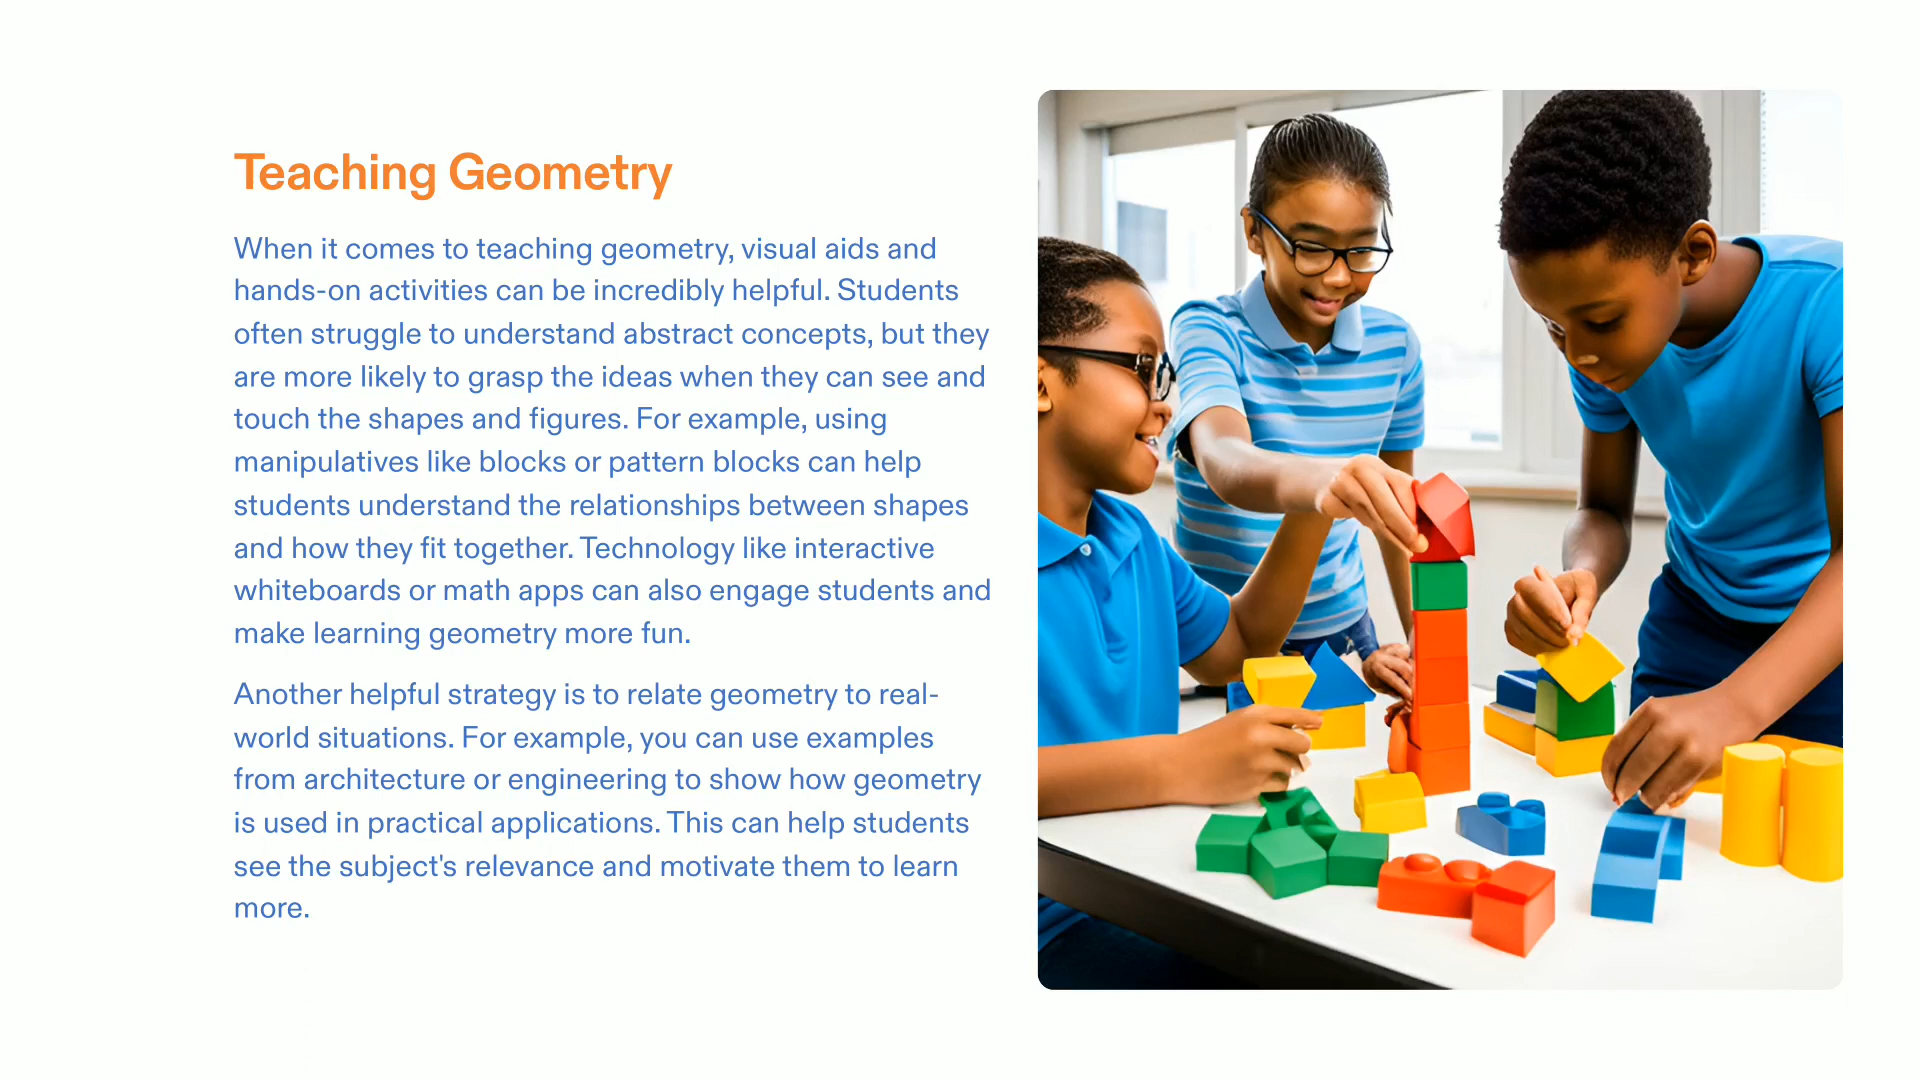 Teaching Geometry
When it comes to teaching geometry, visual aids and
hands-on activities can be incredibly helpful. Students
often struggle to understand abstract concepts, but they
are more likely to grasp the ideas when they can see and
touch the shapes and figures. For example, using
manipulatives like blocks or pattern blocks can help
students understand the relationships between shapes
and how they fit together. Technology like interactive
whiteboards or math apps can also engage students and
make learning geometry more fun.
Another helpful strategy is to relate geometry to real-
world situations. For example, you can use examples
from architecture or engineering to show how geometry
is used in practical applications. This can help students
see the subject's relevance and motivate them to learn
more.